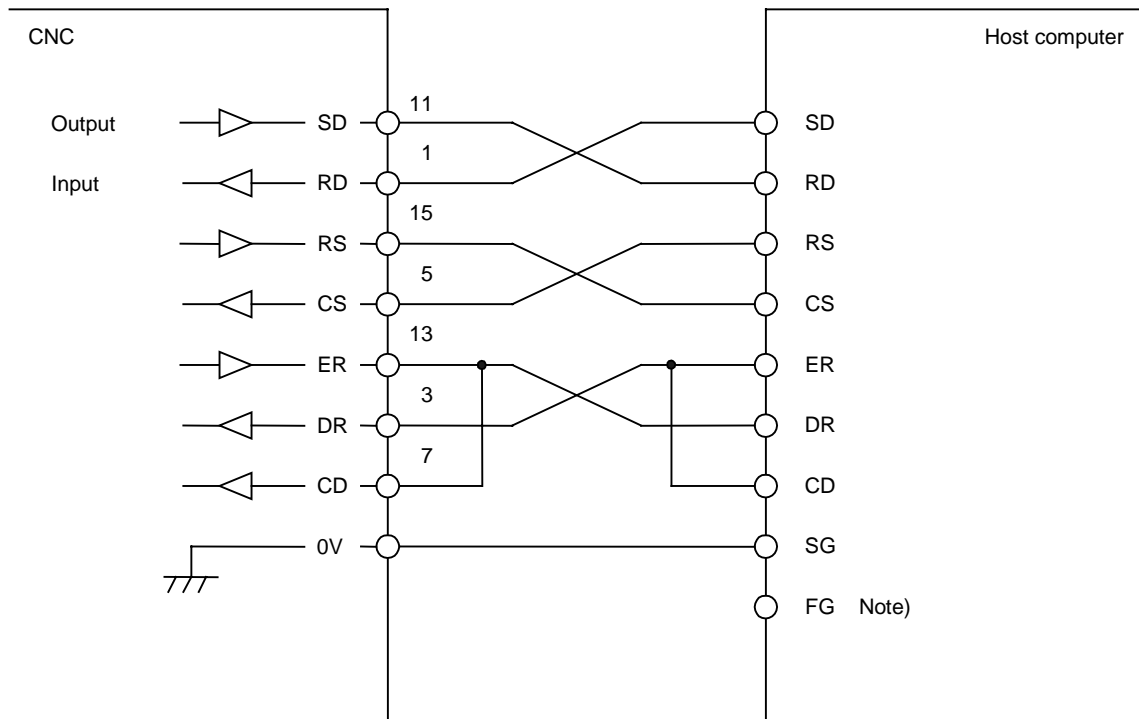 CNC
Host computer
Output SD 11 SD
Input RD 1 RD
RS 15 RS
CS 5 CS
ER 13 ER
DR 3 DR
CD 7 CD
0V SG
FG Note)